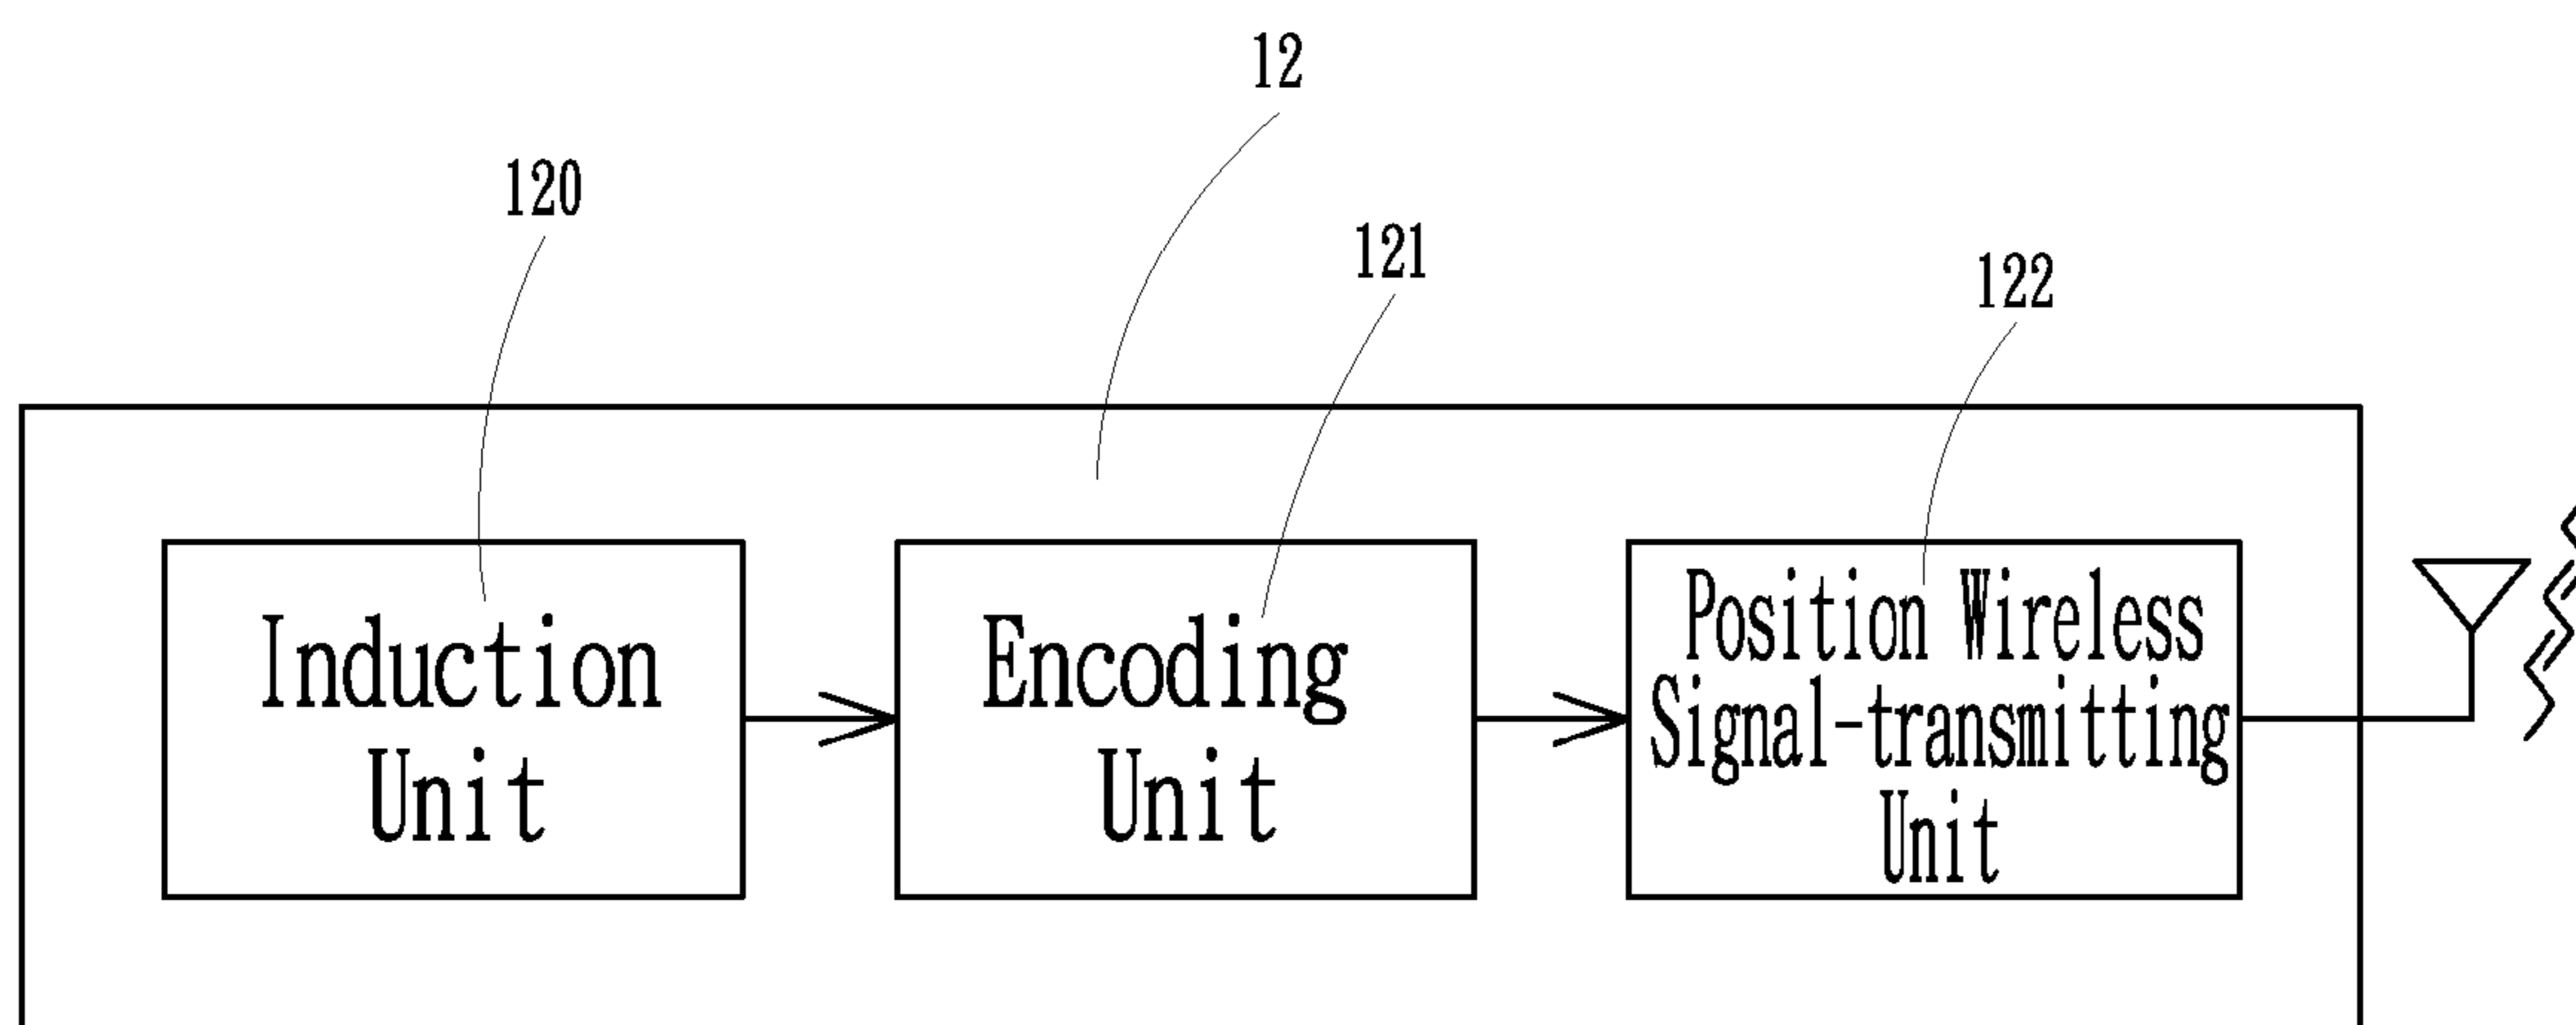 12
120
121
122
Induction
Unit
Encoding
Unit
Position Wireless
Signal-transmitting
Unit